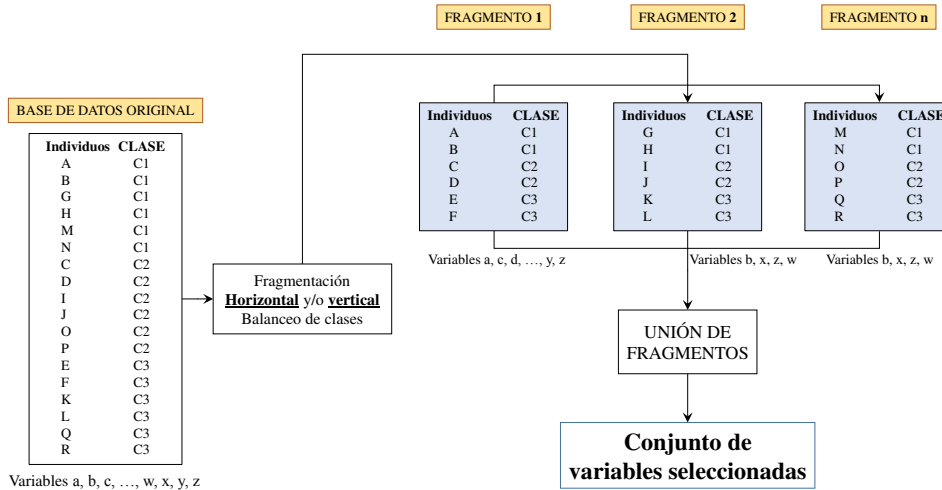 FRAGMENTO 1
FRAGMENTO 2
FRAGMENTO n
BASE DE DATOS ORIGINAL
Individuos CLASE
A C1
B C1
G C1
H C1
M C1
N C1
C C2
D C2
I C2
J C2
O C2
P C2
E C3
F C3
K C3
L C3
Q C3
R C3
Variables a, b, c, …, w, x, y, z
Fragmentación
Horizontal y/o vertical
Balanceo de clases
Individuos CLASE
A C1
B C1
C C2
D C2
E C3
F C3
Variables a, c, d, …, y, z
Individuos CLASE
G C1
H C1
I C2
J C2
K C3
L C3
Variables b, x, z, w
Individuos CLASE
M C1
N C1
O C2
P C2
Q C3
R C3
Variables b, x, z, w
UNIÓN DE
FRAGMENTOS
Conjunto de
variables seleccionadas